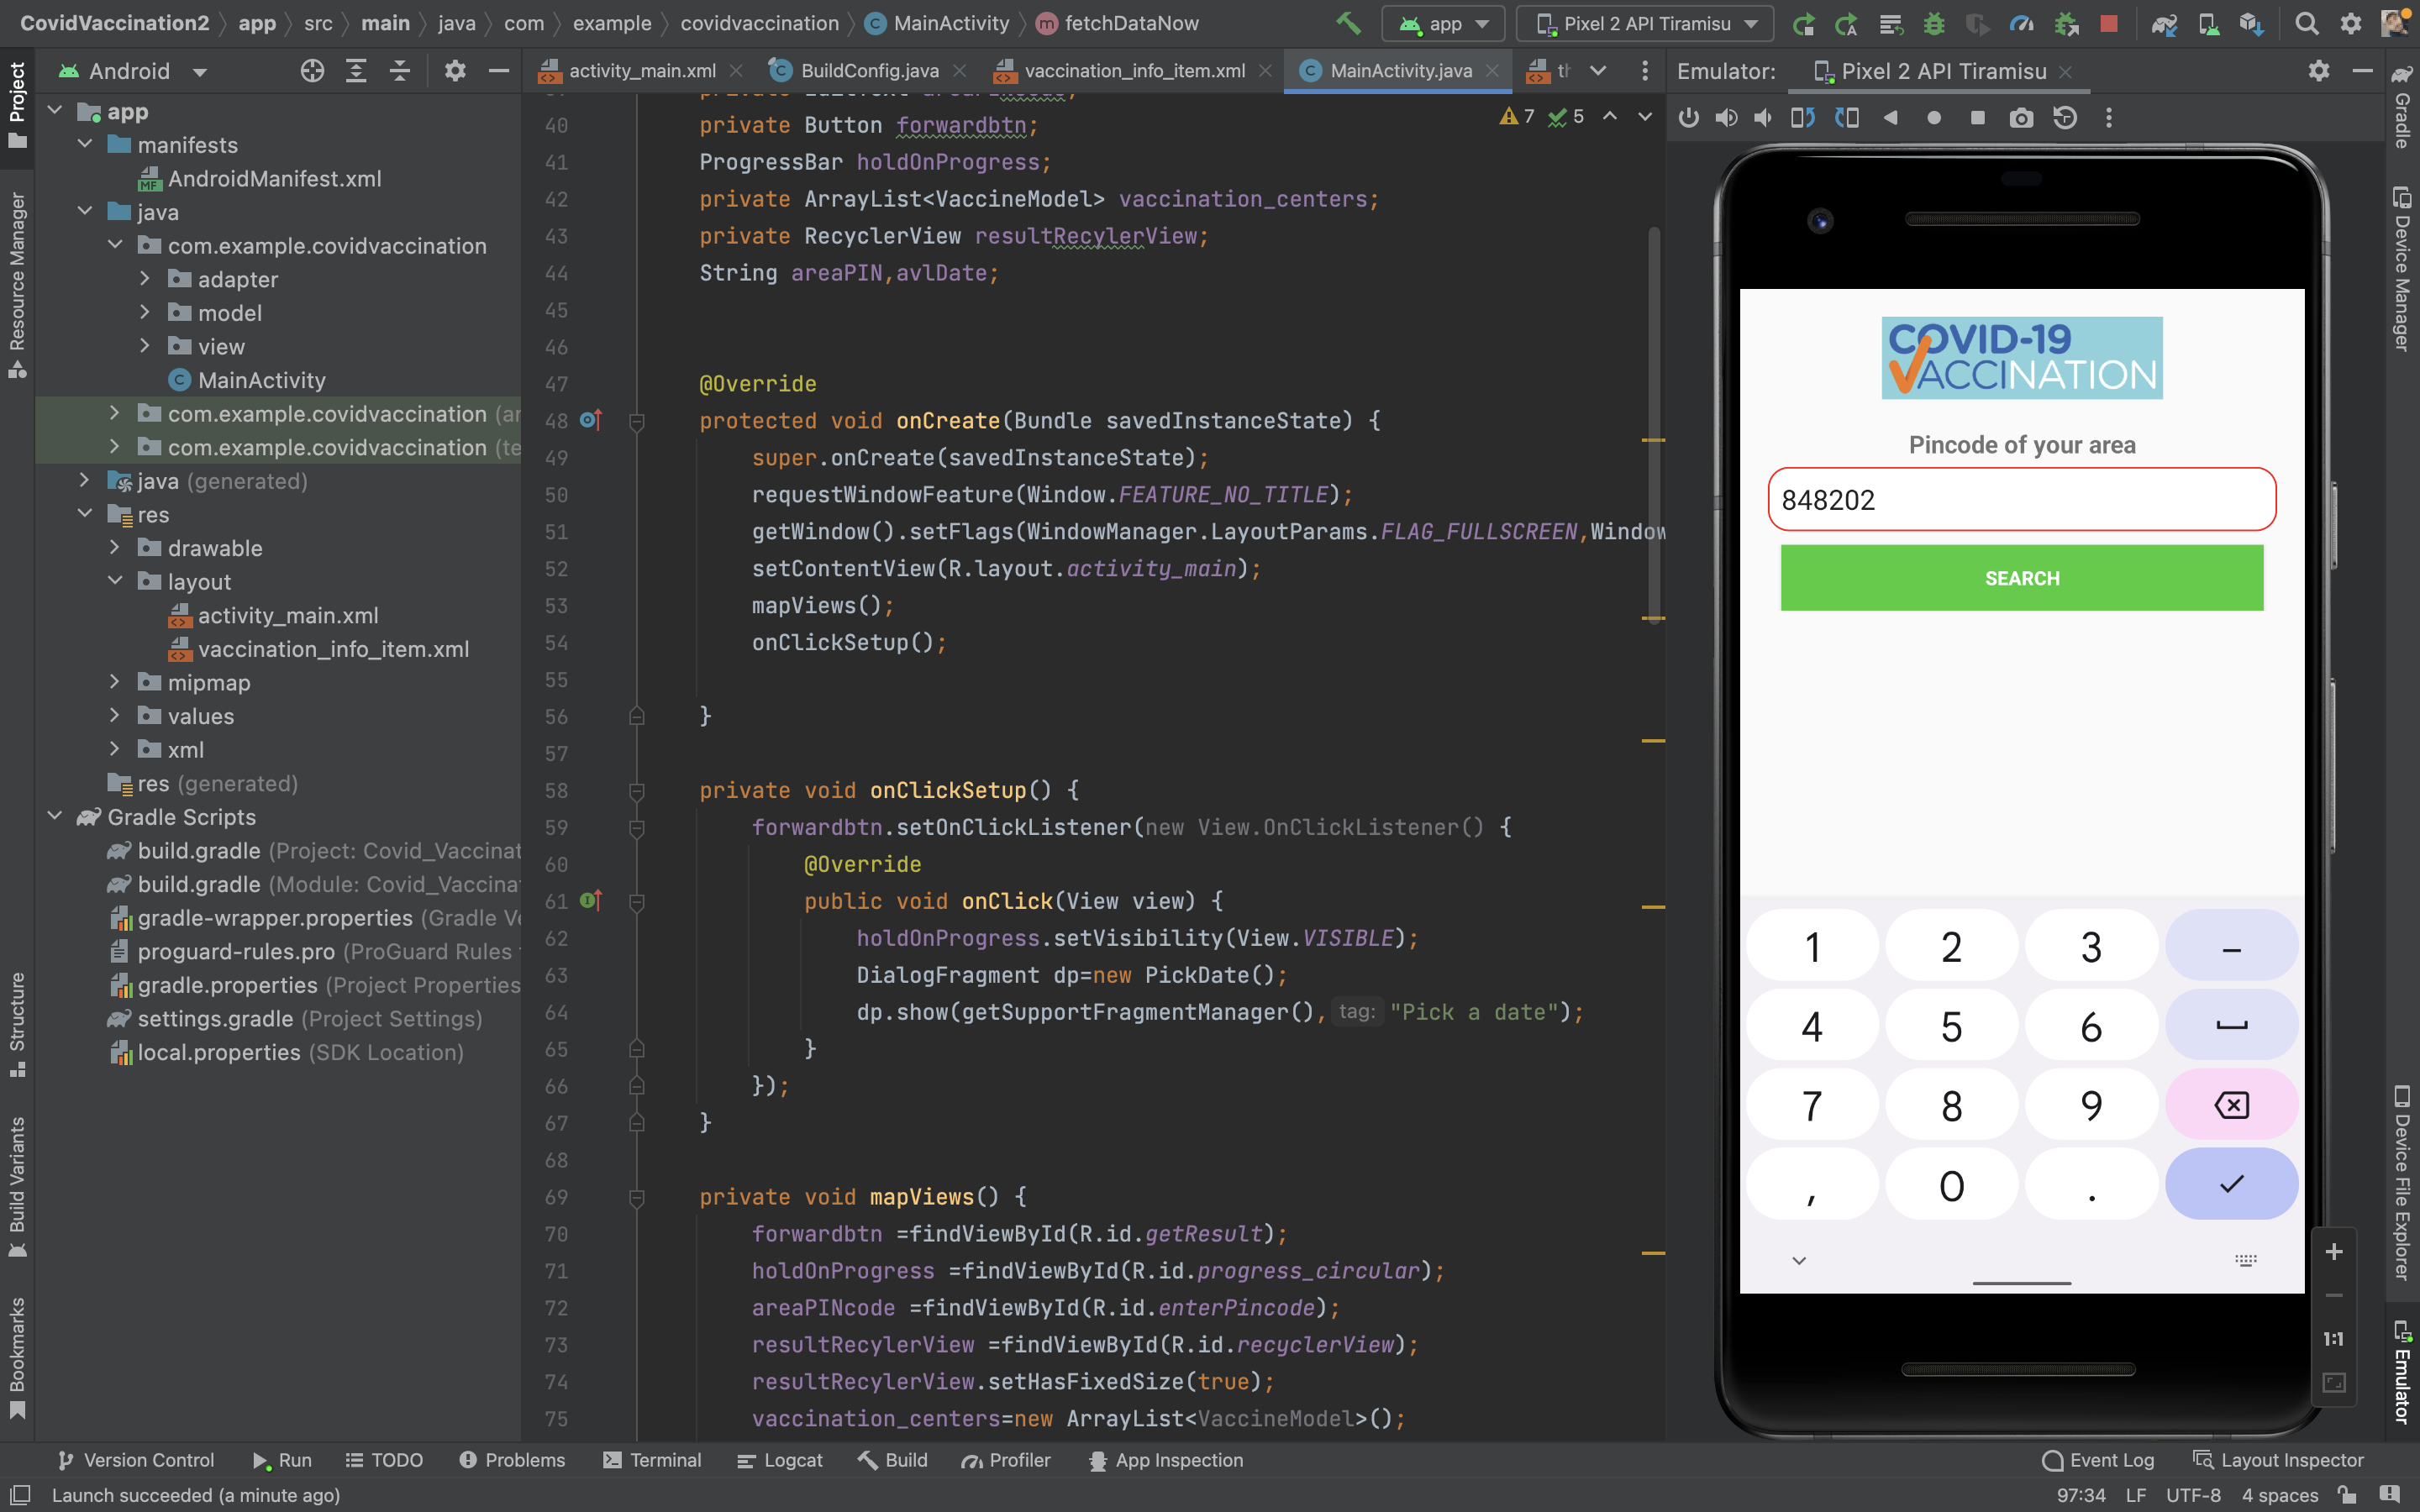 CovidVaccination2 app src main java com example covidvaccination MainActivity fetchDataNow
app Pixel 2 API Tiramisu
Android
activity_main.xml BuildConfig.java vaccination_info_item.xml MainActivity.java
Emulator: Pixel 2 API Tiramisu
Project
Resource Manager
Structure
Build Variants
Bookmarks
app
manifests
AndroidManifest.xml
java
com.example.covidvaccination
adapter
model
view
MainActivity
com.example.covidvaccination (ar
com.example.covidvaccination (te
java (generated)
res
drawable
layout
activity_main.xml
vaccination_info_item.xml
mipmap
values
xml
res (generated)
Gradle Scripts
build.gradle (Project: Covid_Vaccinat
build.gradle (Module: Covid_Vaccina
gradle-wrapper.properties (Gradle Ve
proguard-rules.pro (ProGuard Rules
gradle.properties (Project Properties
settings.gradle (Project Settings)
local.properties (SDK Location)
7 5
40 private Button forwardbtn;
41 ProgressBar holdOnProgress;
42 private ArrayList<VaccineModel> vaccination_centers;
43 private RecyclerView resultRecylerView;
44 String areaPIN,avlDate;
45
46
47 @Override
48 protected void onCreate(Bundle savedInstanceState) {
49 super.onCreate(savedInstanceState);
50 requestWindowFeature(Window.FEATURE_NO_TITLE);
51 getWindow().setFlags(WindowManager.LayoutParams.FLAG_FULLSCREEN,Window
52 setContentView(R.layout.activity_main);
53 mapViews();
54 onClickSetup();
55
56 }
57
58 private void onClickSetup() {
59 forwardbtn.setOnClickListener(new View.OnClickListener() {
60 @Override
61 public void onClick(View view) {
62 holdOnProgress.setVisibility(View.VISIBLE);
63 DialogFragment dp=new PickDate();
64 dp.show(getSupportFragmentManager(), tag: "Pick a date");
65 }
66 });
67 }
68
69 private void mapViews() {
70 forwardbtn =findViewById(R.id.getResult);
71 holdOnProgress =findViewById(R.id.progress_circular);
72 areaPINcode =findViewById(R.id.enterPincode);
73 resultRecylerView =findViewById(R.id.recyclerView);
74 resultRecylerView.setHasFixedSize(true);
75 vaccination_centers=new ArrayList<VaccineModel>();
COVID-19
VACCINATION
Pincode of your area
848202
SEARCH
1 2 3 –
4 5 6
7 8 9
, 0 .
1:1
Gradle
Device Manager
Device File Explorer
Emulator
Version Control Run TODO Problems Terminal Logcat Build Profiler App Inspection Event Log Layout Inspector
Launch succeeded (a minute ago) 97:34 LF UTF-8 4 spaces